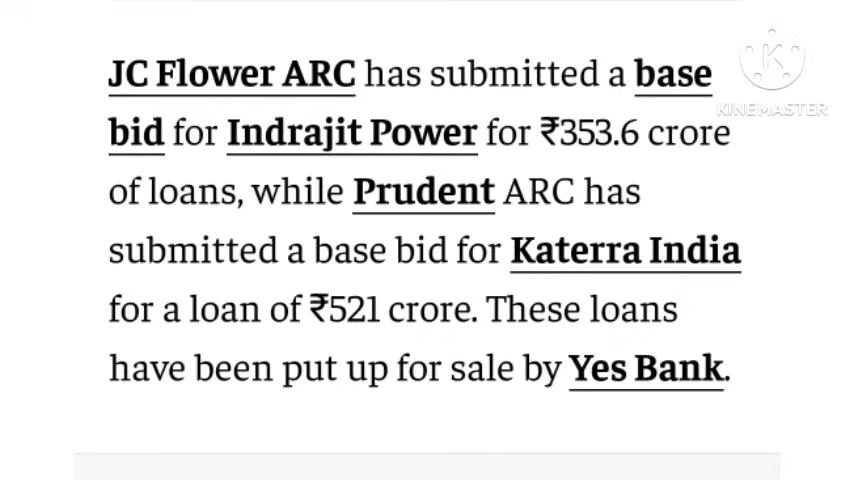 JC Flower ARC has submitted a base
bid for Indrajit Power for ₹353.6 crore
of loans, while Prudent ARC has
submitted a base bid for Katerra India
for a loan of ₹521 crore. These loans
have been put up for sale by Yes Bank.
K
KINEMASTER